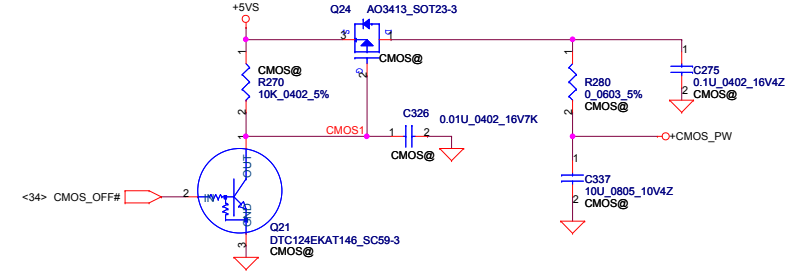 +5VS
Q24 AO3413_SOT23-3
3 S D 1
CMOS@
G
2
1
CMOS@
R270
10K_0402_5%
2
1
R280
0_0603_5%
CMOS@
2
1
C275
0.1U_0402_16V4Z
CMOS@
2
C326
0.01U_0402_16V7K
CMOS1
1 2
CMOS@
+CMOS_PW
1
C337
10U_0805_10V4Z
CMOS@
2
1
OUT
<34> CMOS_OFF# 2 IN
GND
3
Q21
DTC124EKAT146_SC59-3
CMOS@